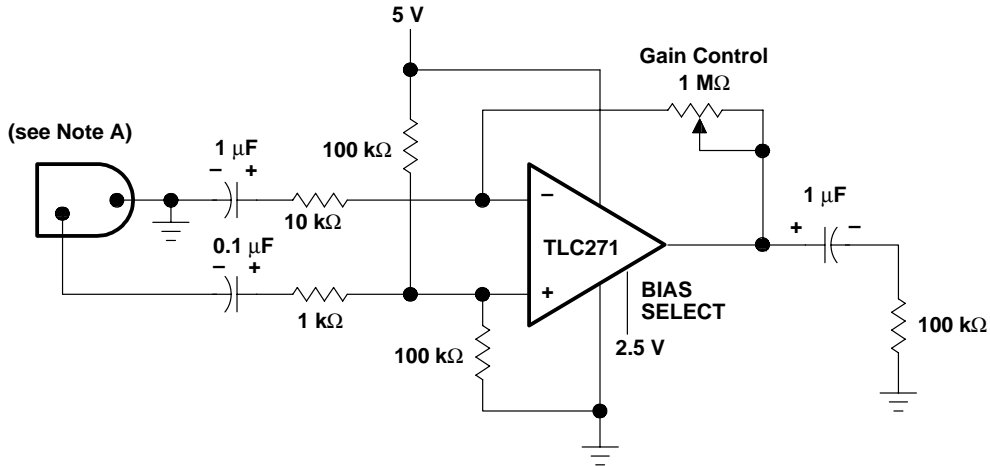 5 V
Gain Control
1 MΩ
(see Note A)
1 μF
− +
100 kΩ
10 kΩ
−
TLC271
1 μF
+ −
0.1 μF
− +
1 kΩ
+
BIAS
SELECT
2.5 V
100 kΩ
100 kΩ